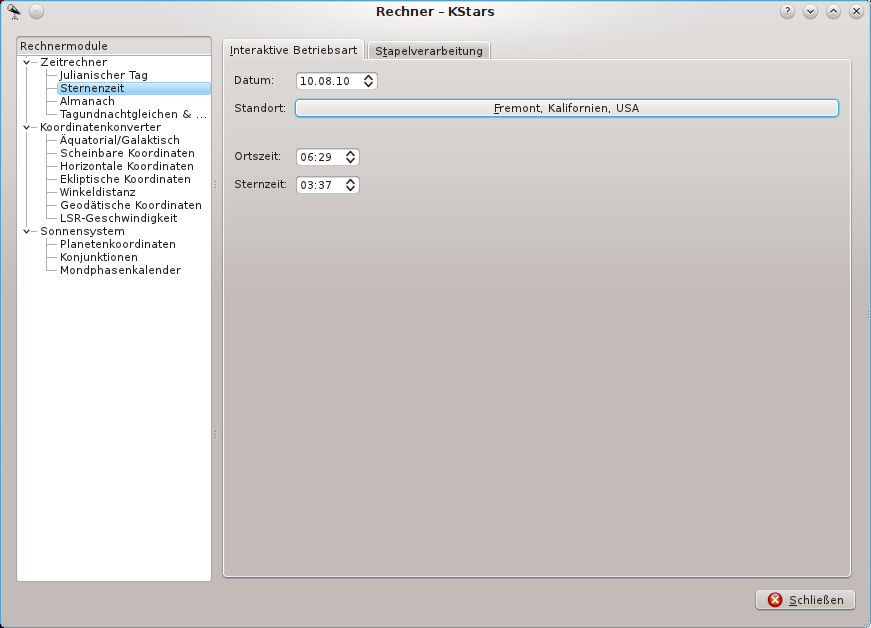 Rechner – KStars
Rechnermodule
Zeitrechner
Julianischer Tag
Sternenzeit
Almanach
Tagundnachtgleichen & ...
Koordinatenkonverter
Äquatorial/Galaktisch
Scheinbare Koordinaten
Horizontale Koordinaten
Ekliptische Koordinaten
Winkeldistanz
Geodätische Koordinaten
LSR-Geschwindigkeit
Sonnensystem
Planetenkoordinaten
Konjunktionen
Mondphasenkalender
Interaktive Betriebsart Stapelverarbeitung
Datum: 10.08.10
Standort: Fremont, Kalifornien, USA
Ortszeit: 06:29
Sternzeit: 03:37
Schließen